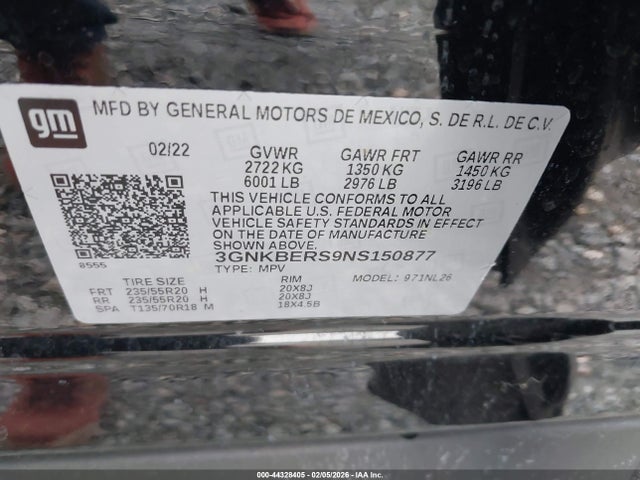 gm
MFD BY GENERAL MOTORS DE MEXICO, S. DE R.L. DE C.V.
02/22 GVWR GAWR FRT GAWR RR
2722 KG 1350 KG 1450 KG
6001 LB 2976 LB 3196 LB
THIS VEHICLE CONFORMS TO ALL
APPLICABLE U.S. FEDERAL MOTOR
VEHICLE SAFETY STANDARDS IN EFFECT
ON THE DATE OF MANUFACTURE
SHOWN ABOVE.
3GNKBERS9NS150877
8555 TYPE: MPV MODEL: 971NL26
TIRE SIZE RIM
FRT 235/55R20 H 20X8J
RR 235/55R20 H 20X8J
SPA T135/70R18 M 18X4.5B
000-44328405 - 02/05/2026 - IAA Inc.